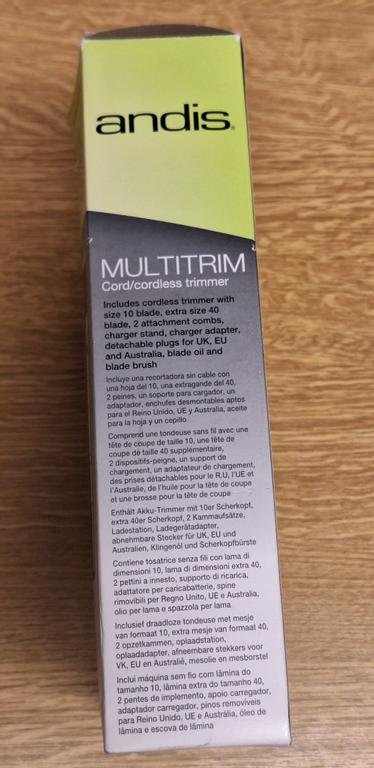 andis
MULTITRIM
Cord/cordless trimmer
Includes cordless trimmer with
size 10 blade, extra size 40
blade, 2 attachment combs,
charger stand, charger adapter,
detachable plugs for UK, EU
and Australia, blade oil and
blade brush
Incluye una recortadora sin cable con
una hoja del 10, una extragande del 40,
2 peines, un soporte para cargador, un
adaptador, enchufes desmontables aptos
para el Reino Unido, UE y Australia, aceite
para la hoja y un cepillo
Comprend une tondeuse sans fil avec une
tête de coupe de taille 10, une tête de
coupe de taille 40 supplémentaire,
2 dispositifs-peigne, un support de
chargement, un adaptateur de chargement,
des prises détachables pour le R.U, l'UE et
l'Australie, de l'huile pour la tête de coupe
et une brosse pour la tête de coupe
Enthält Akku-Trimmer mit 10er Scherkopf,
extra 40er Scherkopf, 2 Kammaufsätze,
Ladestation, Ladegerätadapter,
abnehmbare Stecker für UK, EU und
Australien, Klingenöl und Scherkopfbürste
Contiene tosatrice senza fili con lama di
dimensioni 10, lama di dimensioni extra 40,
2 pettini a innesto, supporto di ricarica,
adattatore per caricabatterie, spine
rimovibili per Regno Unito, UE e Australia,
olio per lama e spazzola per lama
Inclusief draadloze tondeuse met mesje
van formaat 10, extra mesje van formaat 40,
2 opzetkammen, oplaadstation,
oplaadadapter, afneembare stekkers voor
VK, EU en Australië, mesolie en mesborstel
Inclui máquina sem fio com lâmina do
tamanho 10, lâmina extra do tamanho 40,
2 pentes de implemento, apoio carregador,
adaptador carregador, pinos removiveis
para Reino Unido, UE e Austrália, óleo de
lâmina e escova de lâmina